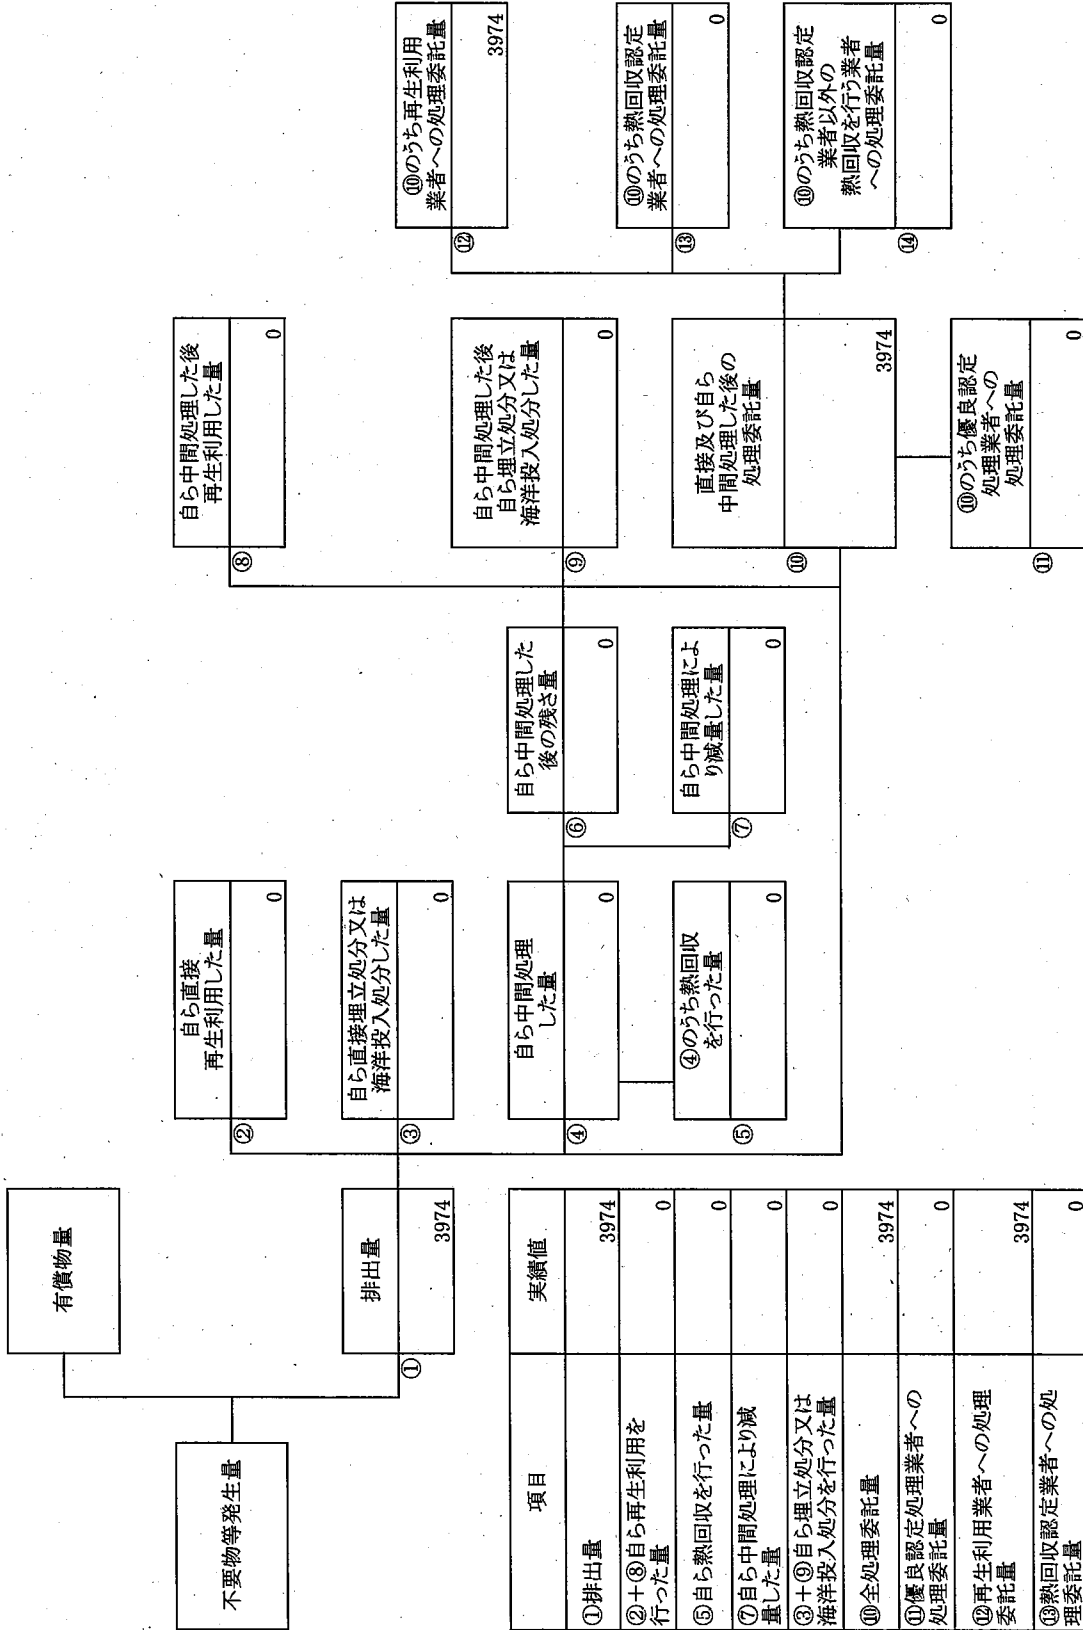 有償物量
不要物等発生量
排出量
①
3974
自ら直接
再生利用した量
②
0
自ら直接埋立処分又は
海洋投入処分した量
③
0
自ら中間処理
した量
④
0
④のうち熱回収
を行った量
⑤
0
自ら中間処理した
後の残さ量
⑥
0
自ら中間処理によ
り減量した量
⑦
0
自ら中間処理した後
再生利用した量
⑧
0
自ら中間処理した後
自ら埋立処分又は
海洋投入処分した量
⑨
0
直接及び自ら
中間処理した後の
処理委託量
⑩
3974
⑩のうち優良認定
処理業者への
処理委託量
⑪
0
⑩のうち再生利用
業者への処理委託量
⑫
3974
⑩のうち熱回収認定
業者への処理委託量
⑬
0
⑩のうち熱回収認定
業者以外の
熱回収を行う業者
への処理委託量
⑭
0
項目 実績値
①排出量 3974
②+⑧自ら再生利用を
行った量 0
⑤自ら熱回収を行った量 0
⑦自ら中間処理により減
量した量 0
③+⑨自ら埋立処分又は
海洋投入処分を行った量 0
⑩全処理委託量 3974
⑪優良認定処理業者への
処理委託量 0
⑫再生利用業者への処理
委託量 3974
⑬熱回収認定業者への処
理委託量 0